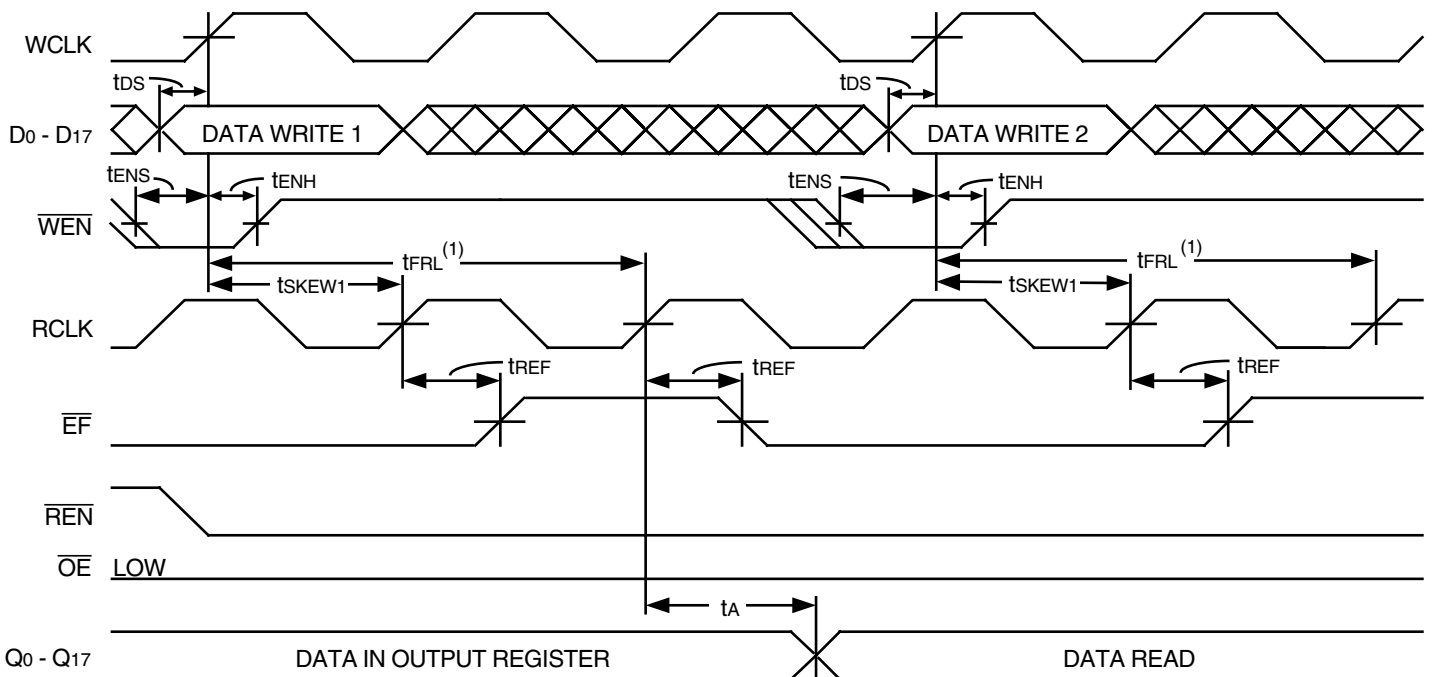 WCLK
tDS tDS
D0 - D17 DATA WRITE 1 DATA WRITE 2
tENS tENH tENS tENH
WEN
tFRL(1) tFRL(1)
tSKEW1 tSKEW1
RCLK
tREF tREF tREF
EF
REN
OE LOW
tA
Q0 - Q17 DATA IN OUTPUT REGISTER DATA READ